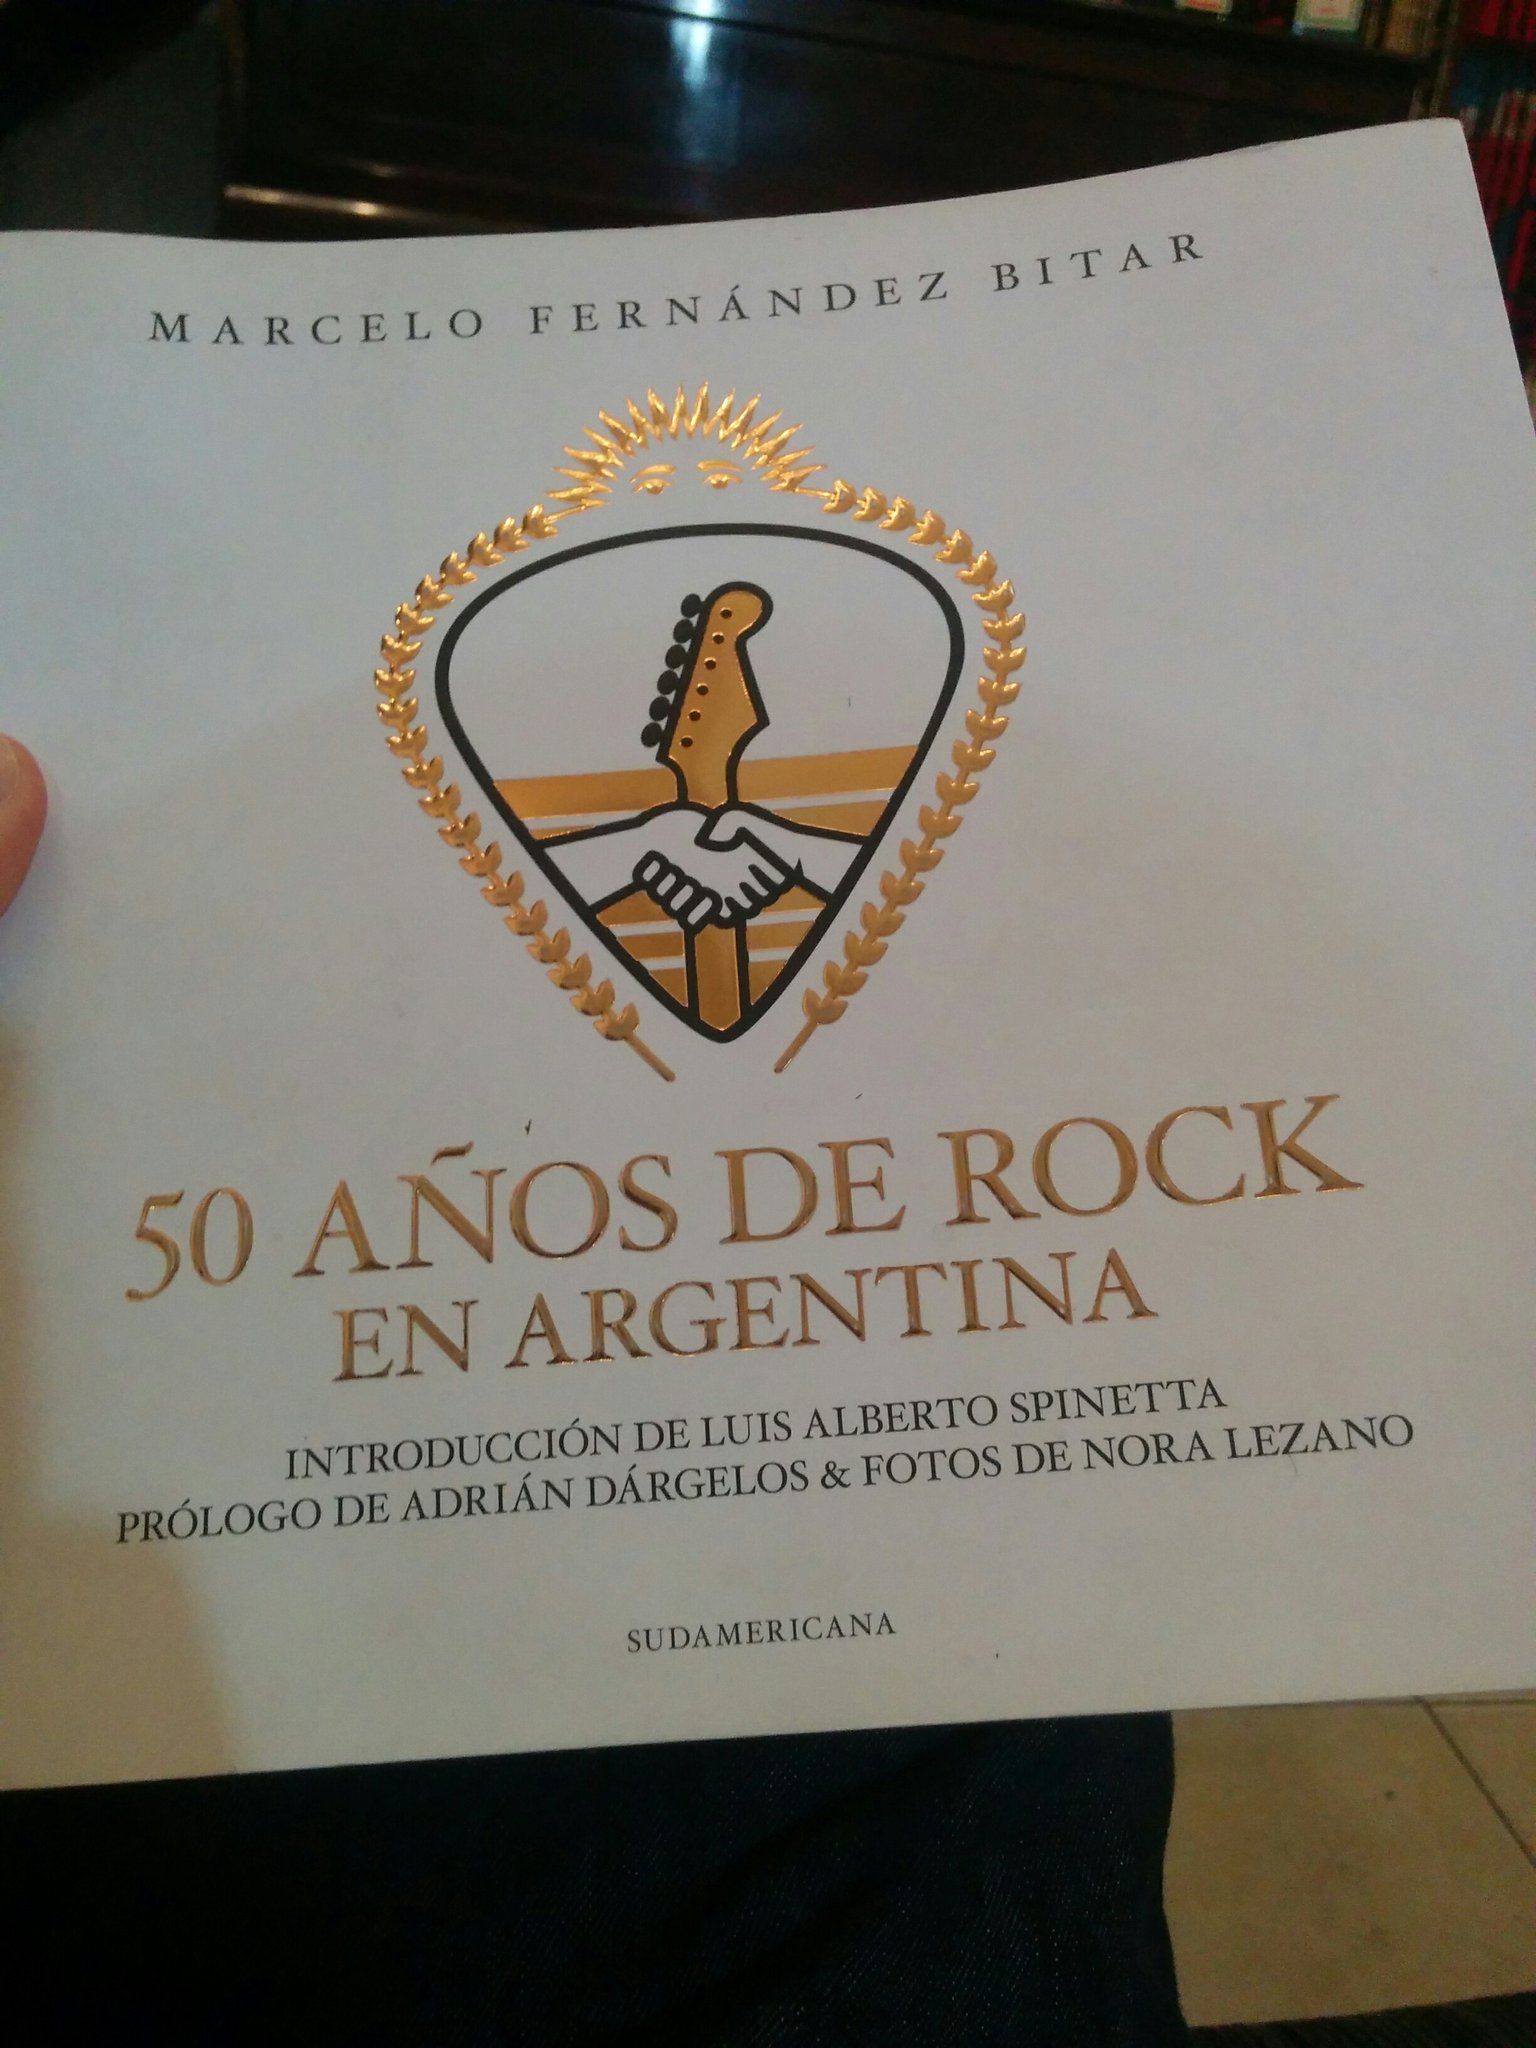 MARCELO FERNÁNDEZ BITAR
50 AÑOS DE ROCK
EN ARGENTINA
INTRODUCCIÓN DE LUIS ALBERTO SPINETTA
PRÓLOGO DE ADRIÁN DÁRGELOS & FOTOS DE NORA LEZANO
SUDAMERICANA